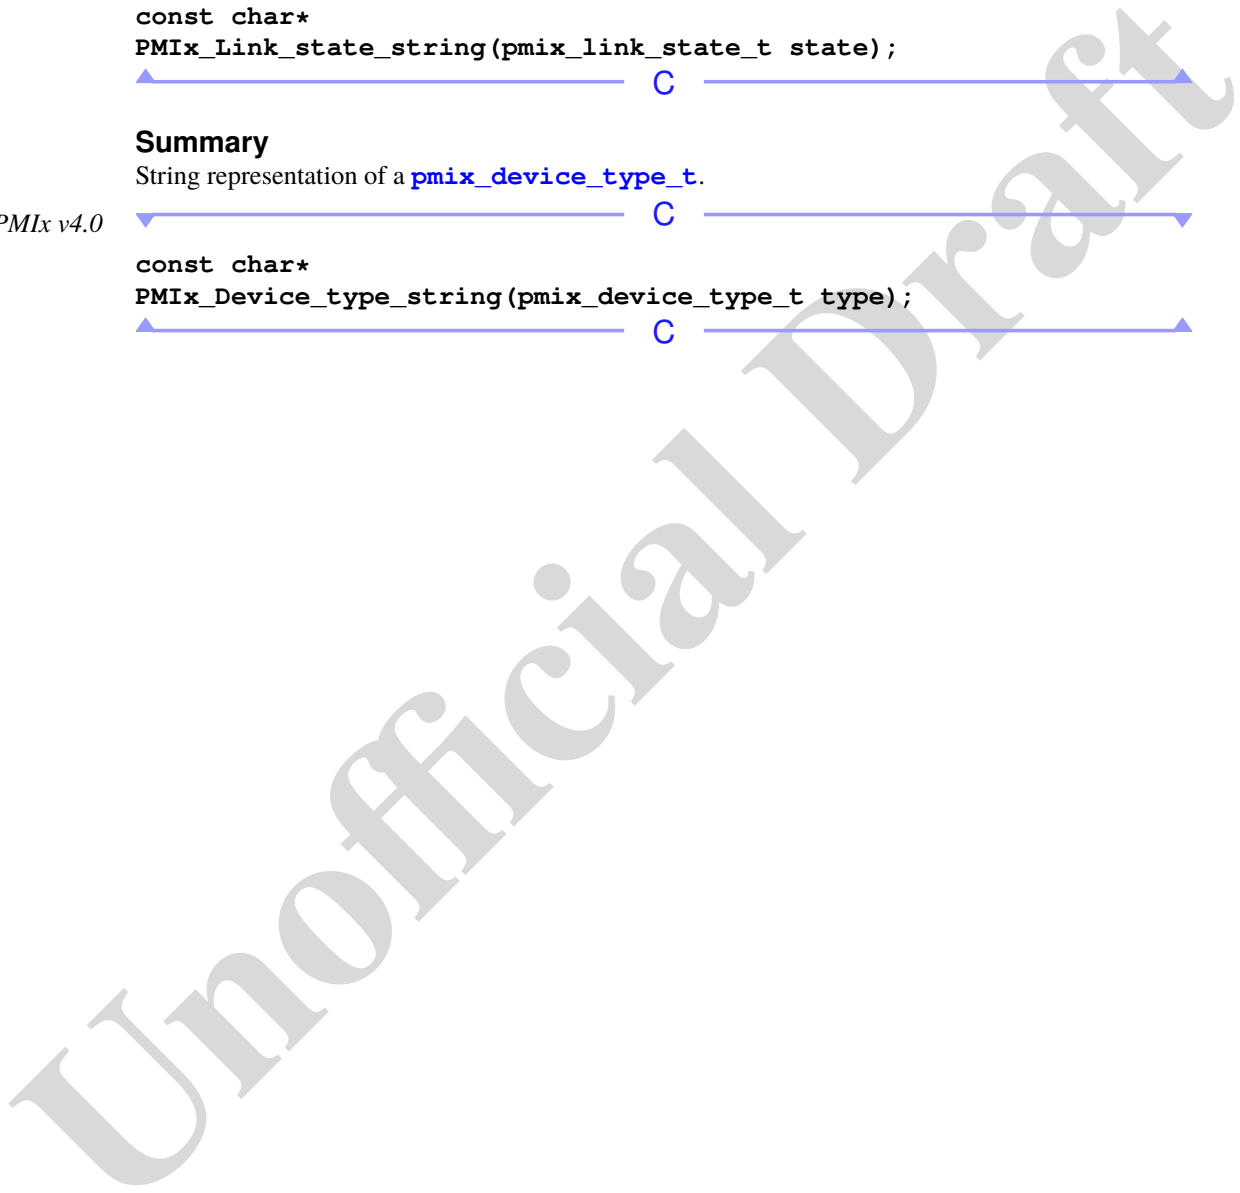 const char*
PMIx_Link_state_string(pmix_link_state_t state);
C
Summary
String representation of a pmix_device_type_t.
PMIx v4.0
C
const char*
PMIx_Device_type_string(pmix_device_type_t type);
C
Unofficial Draft